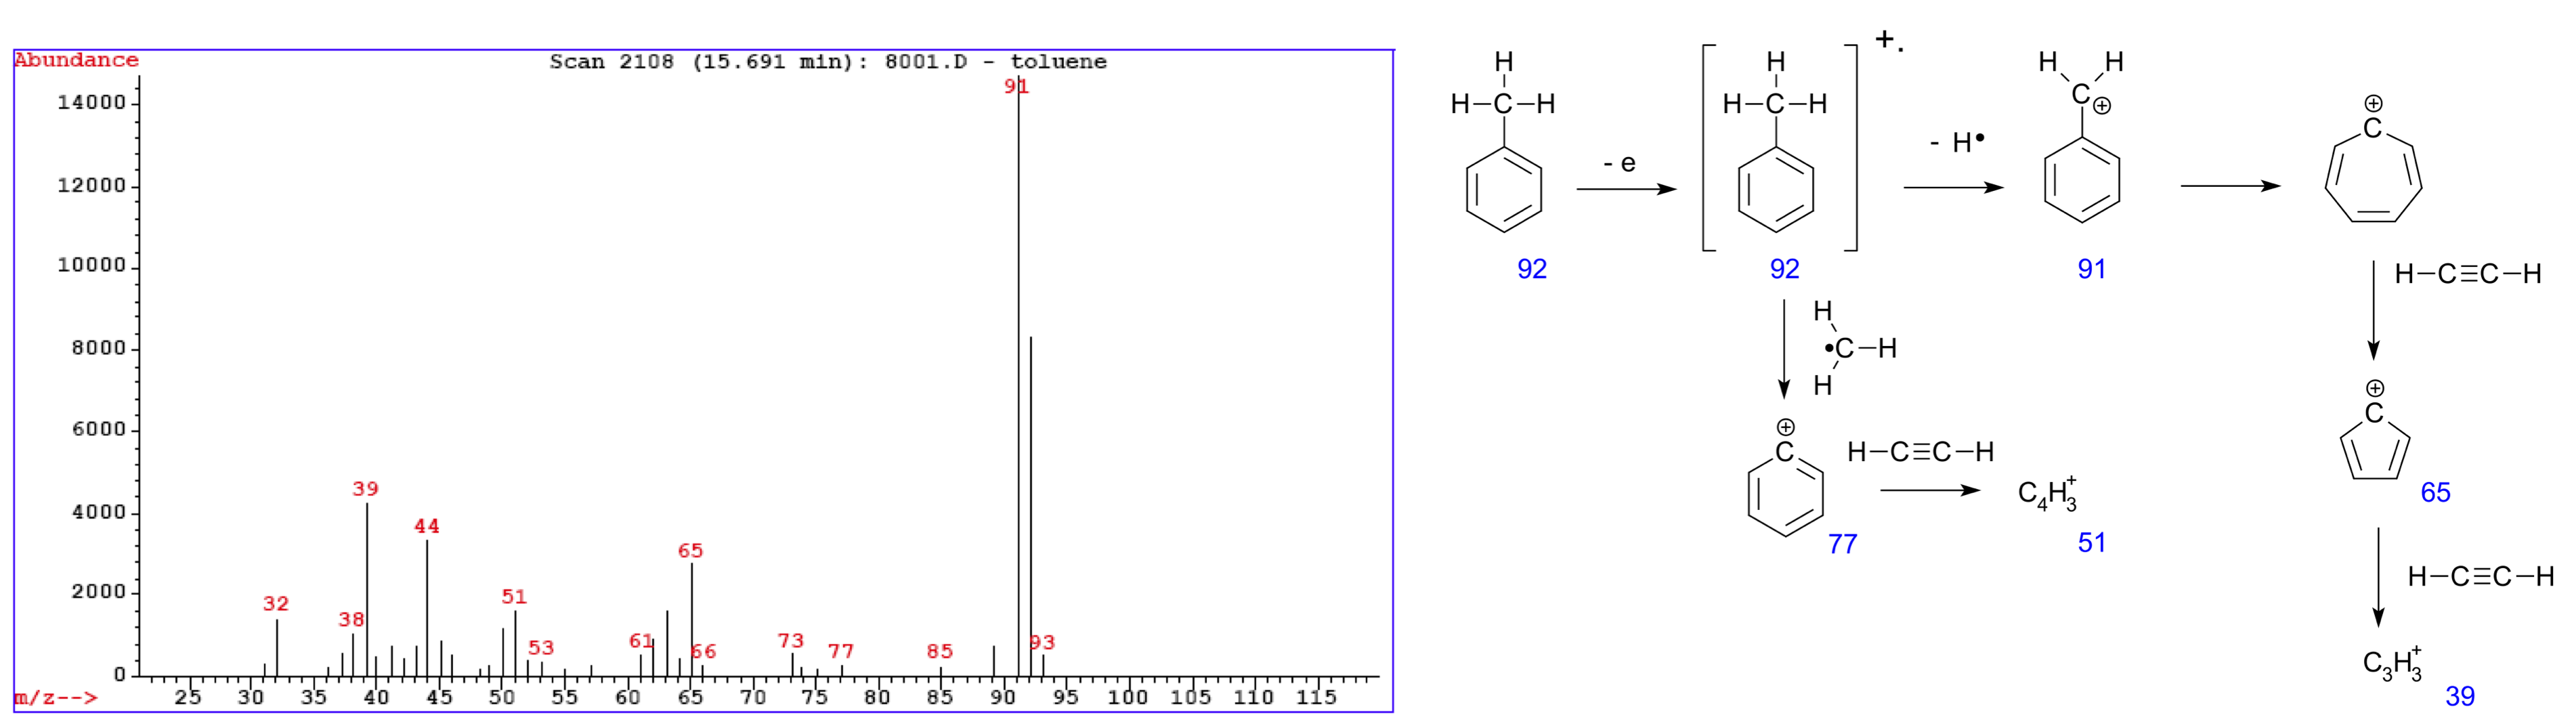 Abundance
Scan 2108 (15.691 min): 8001.D - toluene
91
14000
12000
10000
8000
6000
39
4000
44
65
2000
32
38
51
53
61
66
73
77
85
93
0
m/z-->
25 30 35 40 45 50 55 60 65 70 75 80 85 90 95 100 105 110 115
H
H–C–H
92
- e
+.
H
H–C–H
92
- H•
H H
C⊕
91
⊕
C
H–C≡C–H
H
•C–H
H
⊕
C
77
H–C≡C–H
C₄H₃⁺
51
⊕
C
65
H–C≡C–H
C₃H₃⁺
39